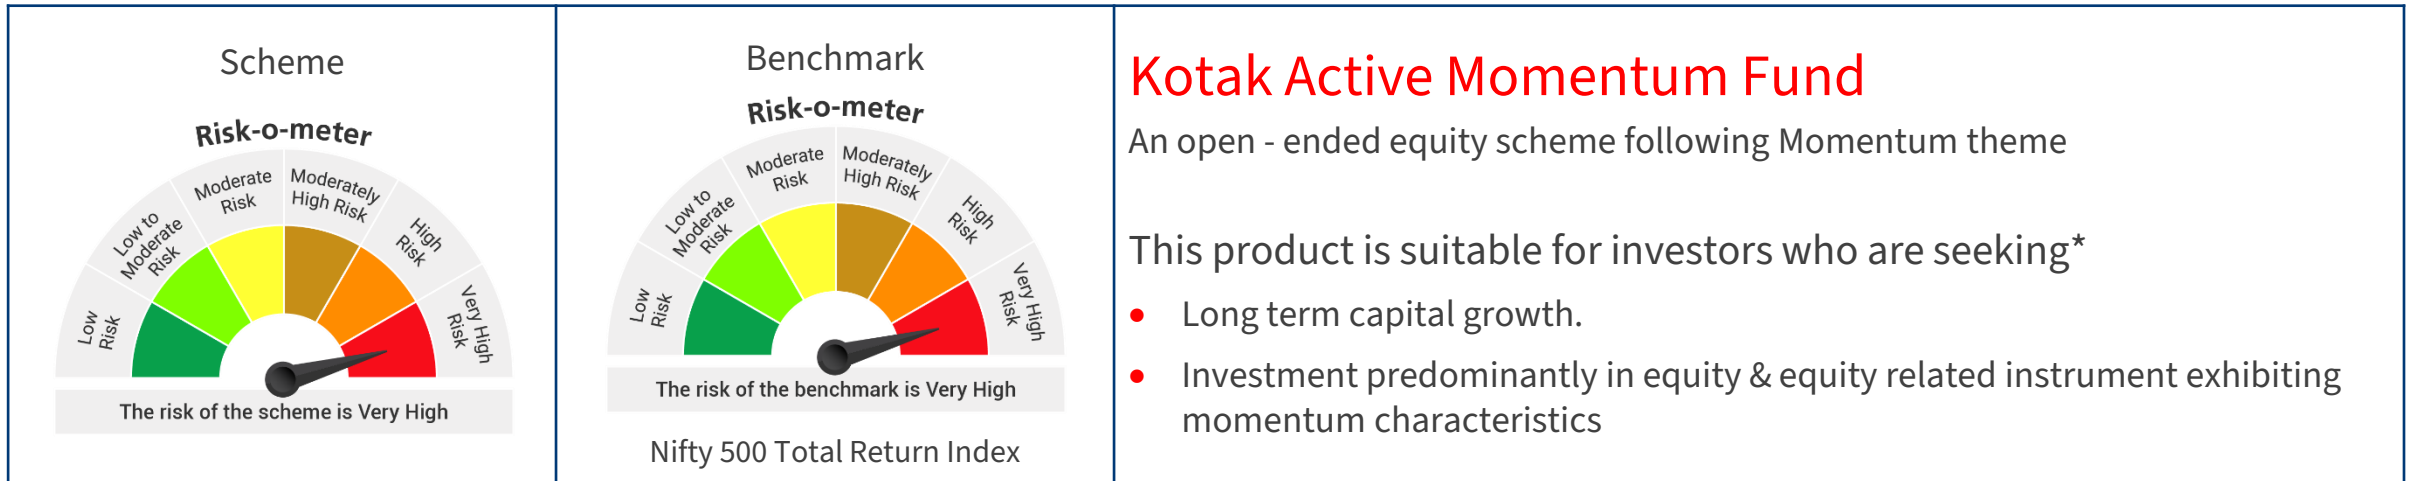 Scheme
Risk-o-meter
Low
Risk
Low to
Moderate
Risk
Moderate
Risk
Moderately
High Risk
High
Risk
Very High
Risk
The risk of the scheme is Very High
Benchmark
Risk-o-meter
Low
Risk
Low to
Moderate
Risk
Moderate
Risk
Moderately
High Risk
High
Risk
Very High
Risk
The risk of the benchmark is Very High
Nifty 500 Total Return Index
Kotak Active Momentum Fund
An open - ended equity scheme following Momentum theme
This product is suitable for investors who are seeking*
• Long term capital growth.
• Investment predominantly in equity & equity related instrument exhibiting
momentum characteristics